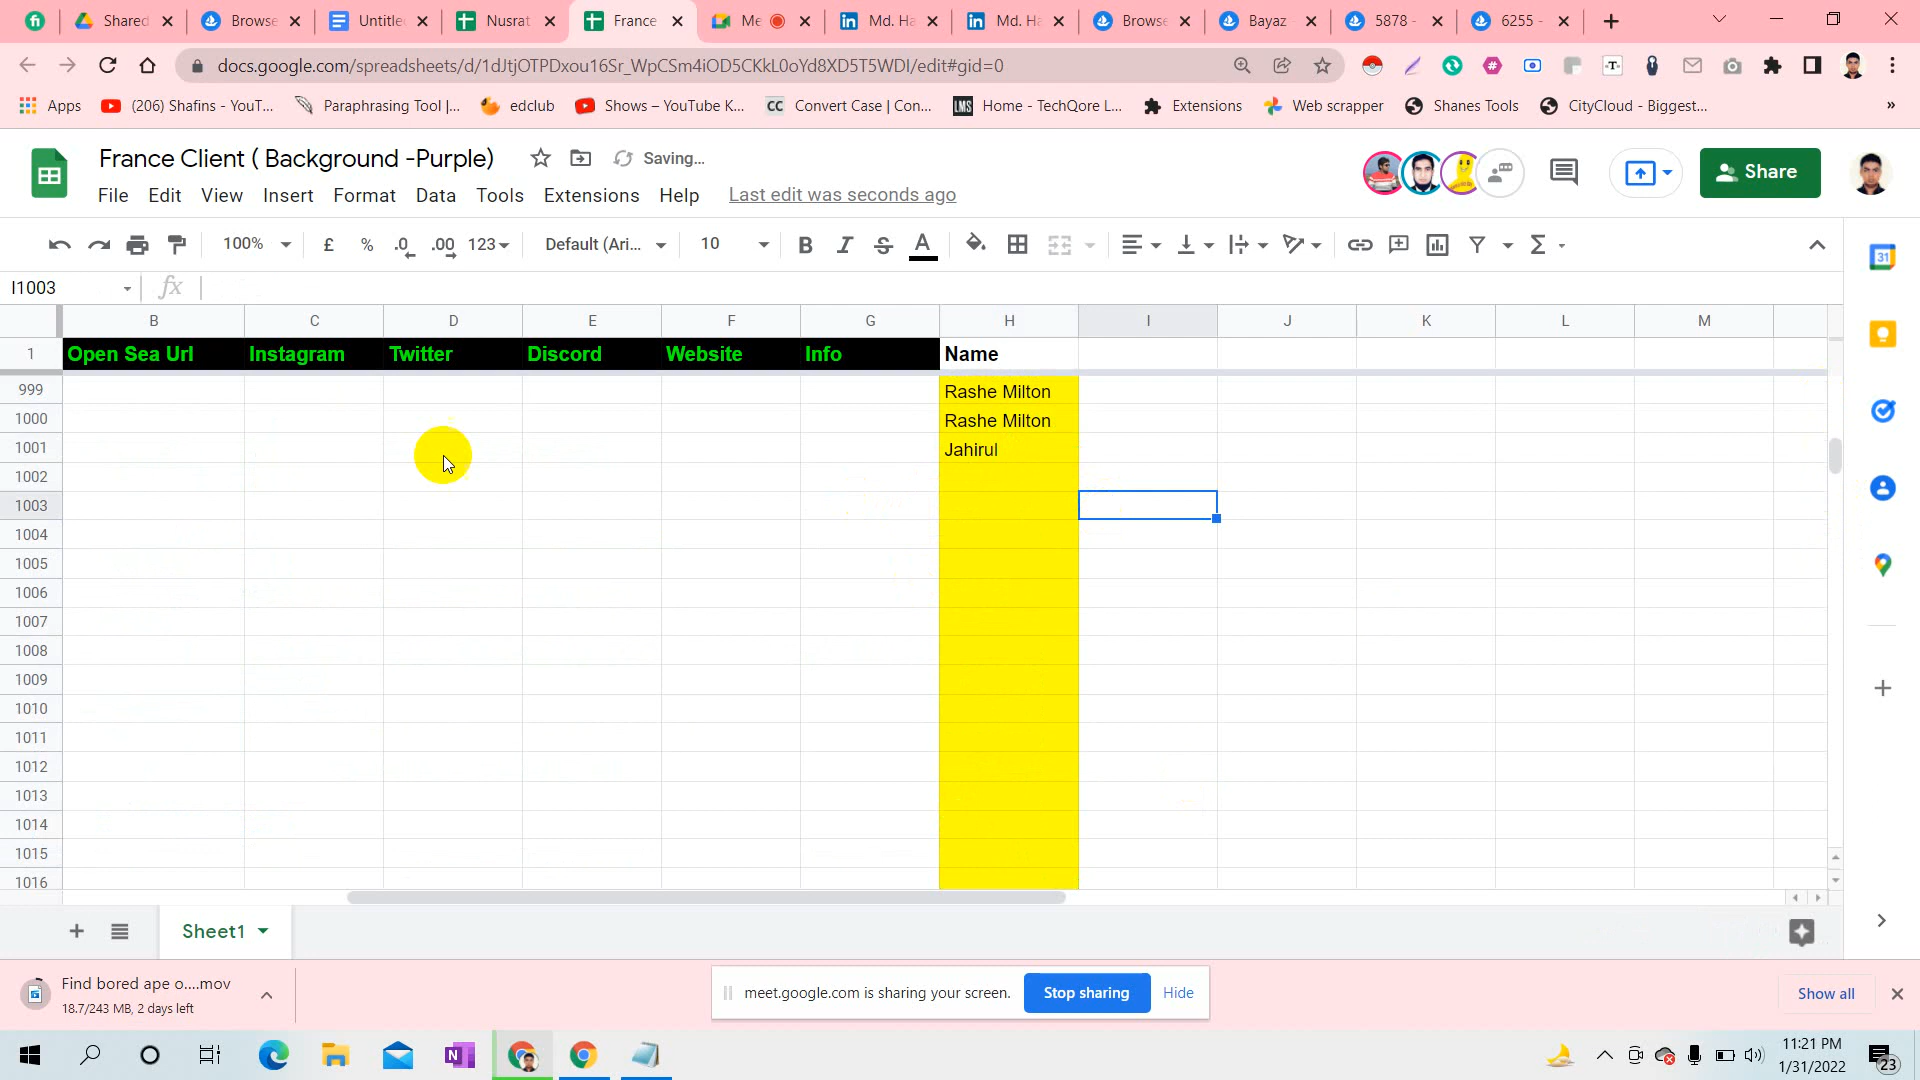 Shared
Browse
Untitle
Nusrat
France
Me
Md. Ha
Md. Ha
Browse
Bayaz
5878 -
6255 -
docs.google.com/spreadsheets/d/1dJtjOTPDxou16Sr_WpCSm4iOD5CKkL0oYd8XD5T5WDI/edit#gid=0
Apps
(206) Shafins - YouT...
Paraphrasing Tool |...
edclub
Shows – YouTube K...
CC Convert Case | Con...
LMS Home - TechQore L...
Extensions
Web scrapper
Shanes Tools
CityCloud - Biggest...
»
France Client ( Background -Purple)
Saving...
Share
File Edit View Insert Format Data Tools Extensions Help
Last edit was seconds ago
100% £ % .0 .00 123 Default (Ari... 10 B I S A Σ
31
I1003
fx
B C D E F G H I J K L M
1 Open Sea Url Instagram Twitter Discord Website Info Name
999 Rashe Milton
1000 Rashe Milton
1001 Jahirul
1002
1003
1004
1005
1006
1007
1008
1009
1010
1011
1012
1013
1014
1015
1016
Sheet1
Find bored ape o....mov
18.7/243 MB, 2 days left
meet.google.com is sharing your screen.
Stop sharing
Hide
Show all
11:21 PM
1/31/2022
23